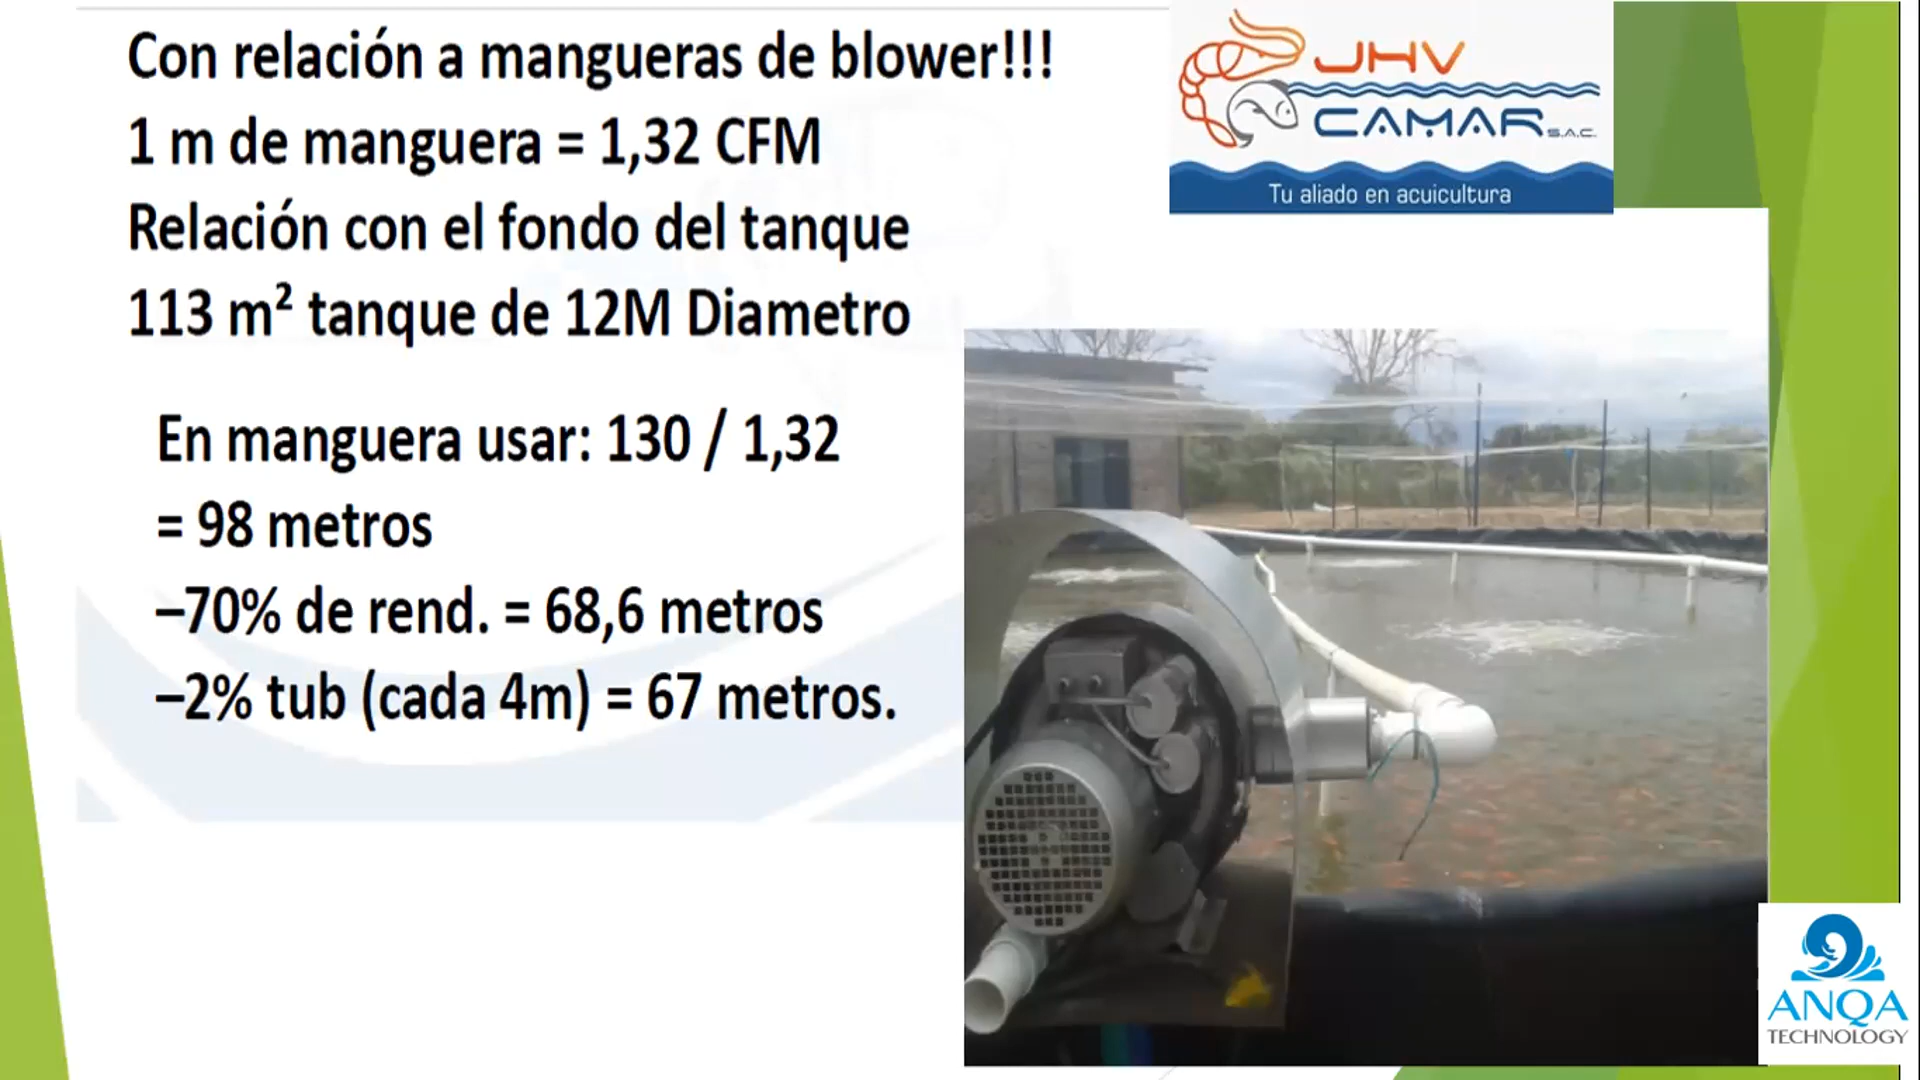 Con relación a mangueras de blower!!!
1 m de manguera = 1,32 CFM
Relación con el fondo del tanque
113 m² tanque de 12M Diametro
En manguera usar: 130 / 1,32
= 98 metros
–70% de rend. = 68,6 metros
–2% tub (cada 4m) = 67 metros.
JHV
CAMAR S.A.C.
Tu aliado en acuicultura
ANQA
TECHNOLOGY